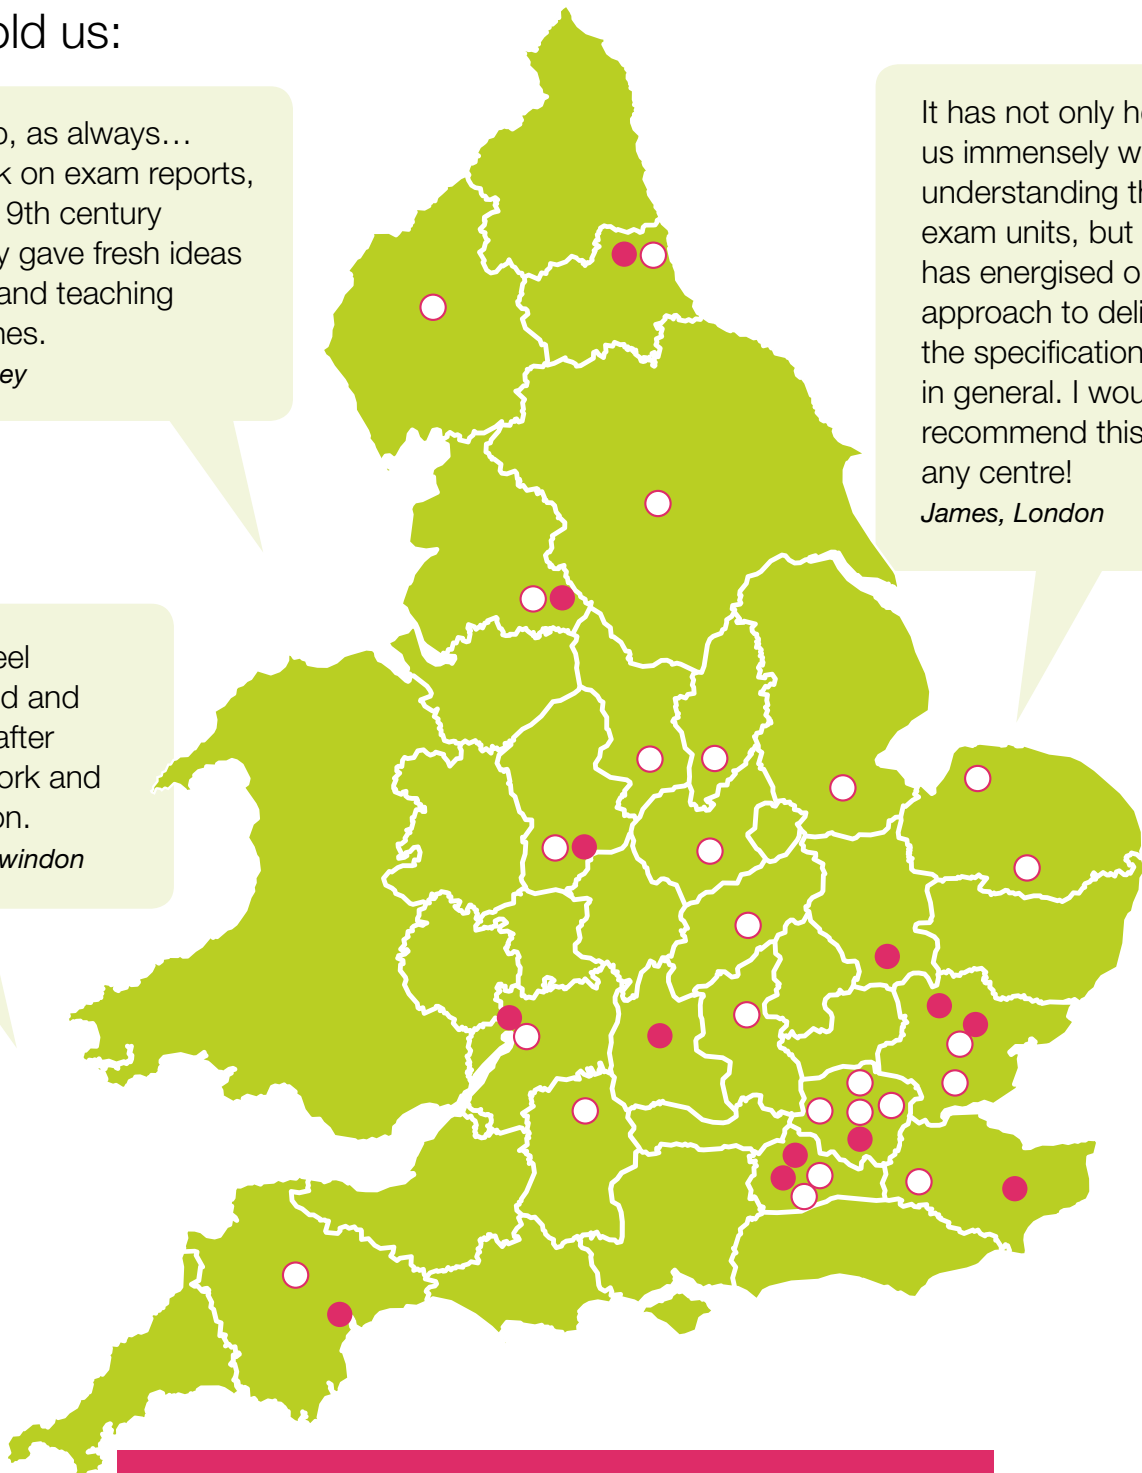 old us:
o, as always…
k on exam reports,
9th century
y gave fresh ideas
and teaching
nes.
ey
It has not only he
us immensely w
understanding th
exam units, but
has energised o
approach to deli
the specification
in general. I wou
recommend this
any centre!
James, London
eel
d and
after
ork and
on.
windon